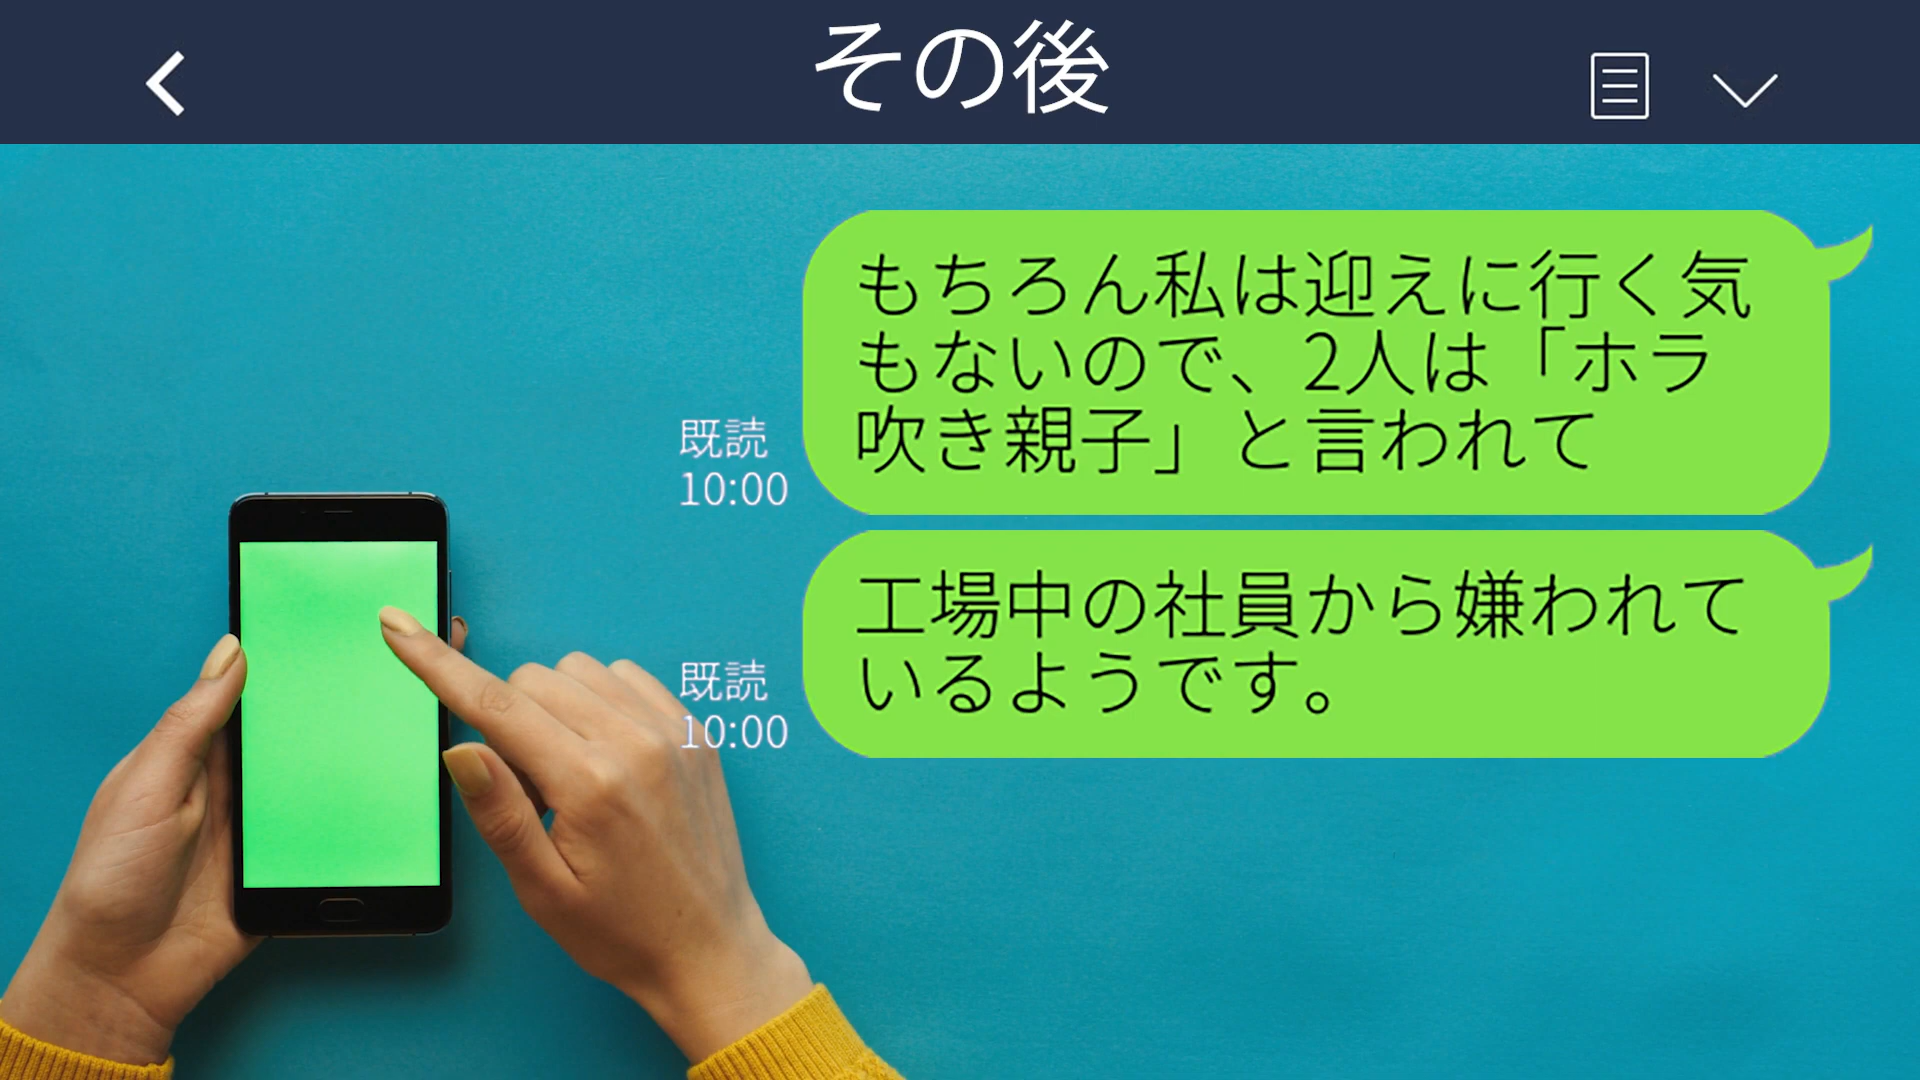 その後
もちろん私は迎えに行く気
もないので、2人は「ホラ
吹き親子」と言われて
既読
10:00
工場中の社員から嫌われて
いるようです。
既読
10:00